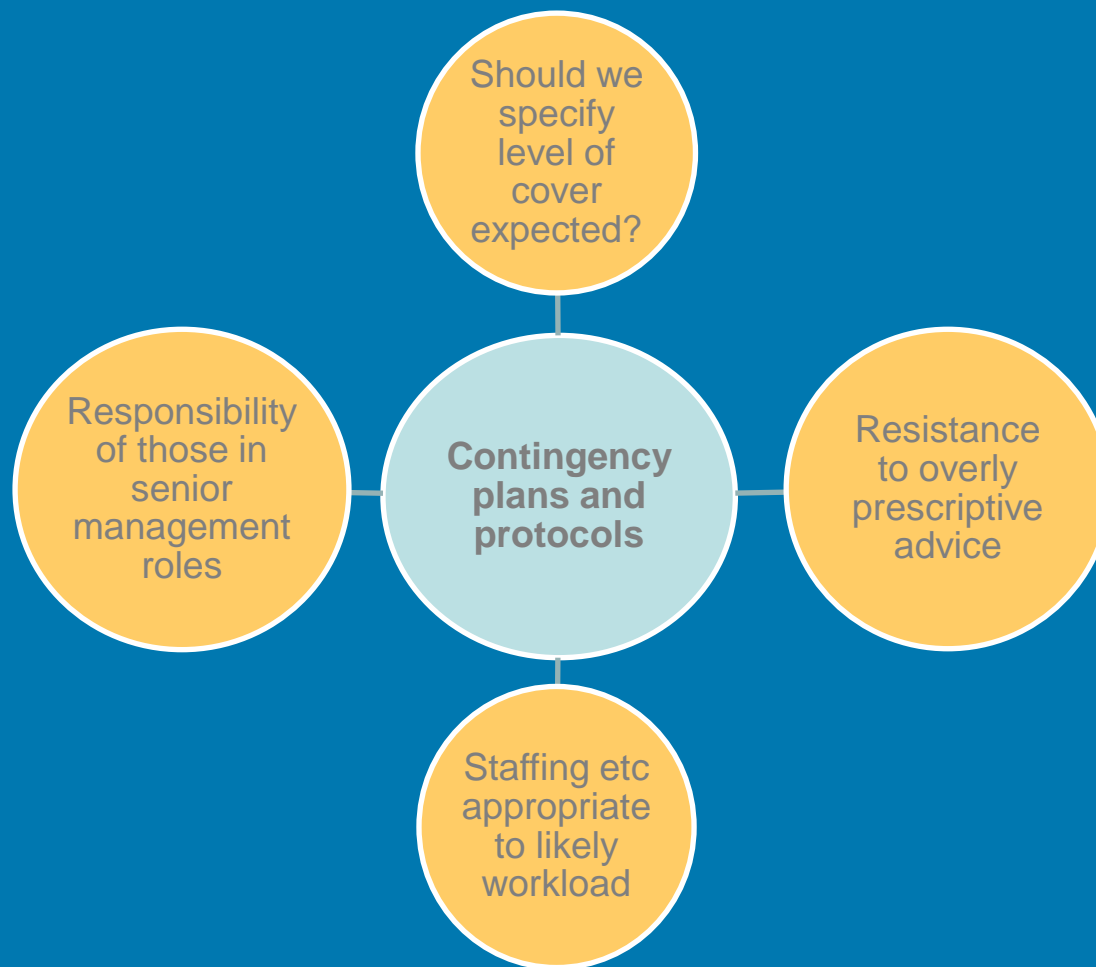 Should we
specify
level of
cover
expected?
Responsibility
of those in
senior
management
roles
Contingency
plans and
protocols
Resistance
to overly
prescriptive
advice
Staffing etc
appropriate
to likely
workload